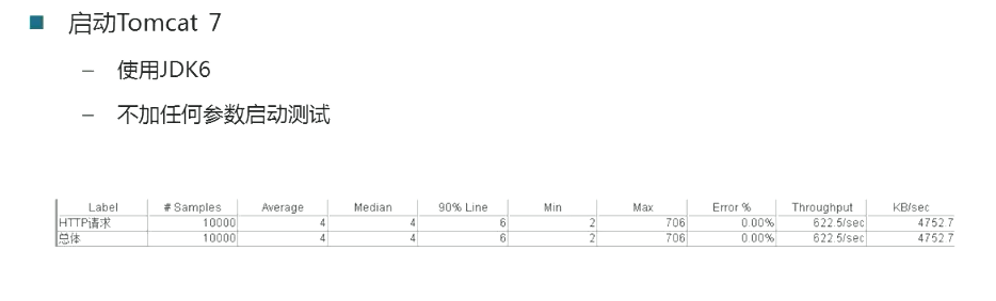 启动Tomcat 7
– 使用JDK6
– 不加任何参数启动测试
Label # Samples Average Median 90% Line Min Max Error % Throughput KB/sec
HTTP请求 10000 4 4 6 2 706 0.00% 622.5/sec 4752.7
总体 10000 4 4 6 2 706 0.00% 622.5/sec 4752.7